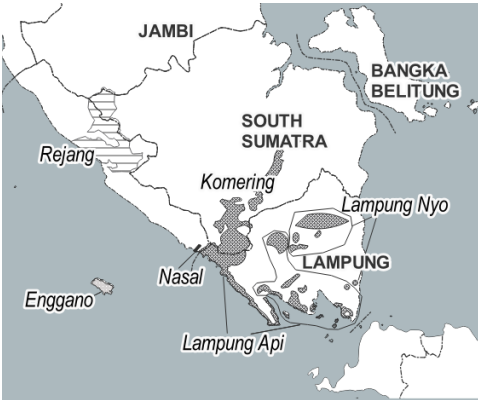 JAMBI
BANGKA
BELITUNG
SOUTH
SUMATRA
Rejang
Komering
Lampung Nyo
LAMPUNG
Nasal
Enggano
Lampung Api